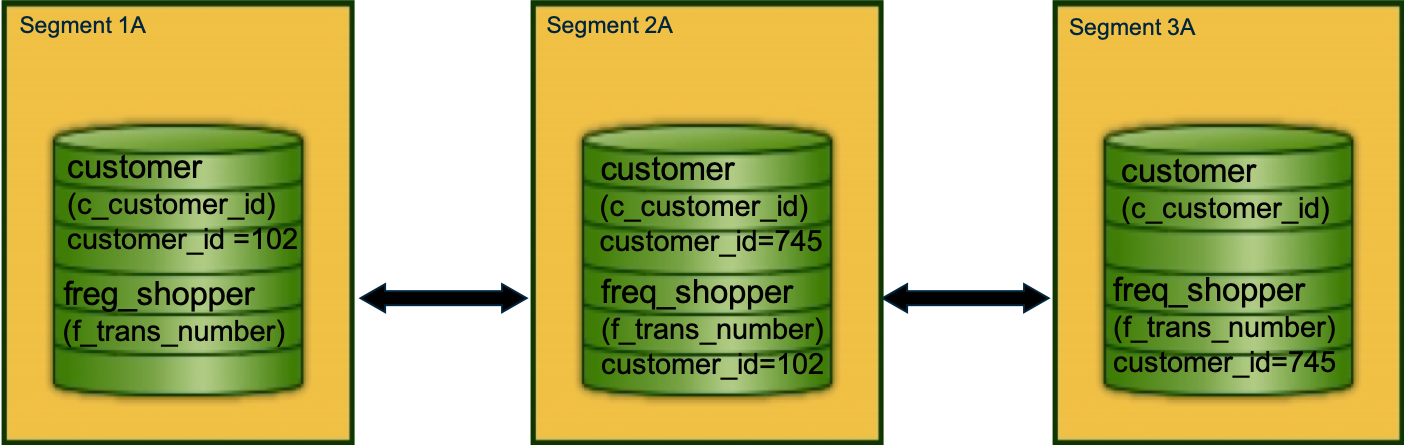 Segment 1A
customer
(c_customer_id)
customer_id =102
freg_shopper
(f_trans_number)
Segment 2A
customer
(c_customer_id)
customer_id=745
freq_shopper
(f_trans_number)
customer_id=102
Segment 3A
customer
(c_customer_id)
freq_shopper
(f_trans_number)
customer_id=745